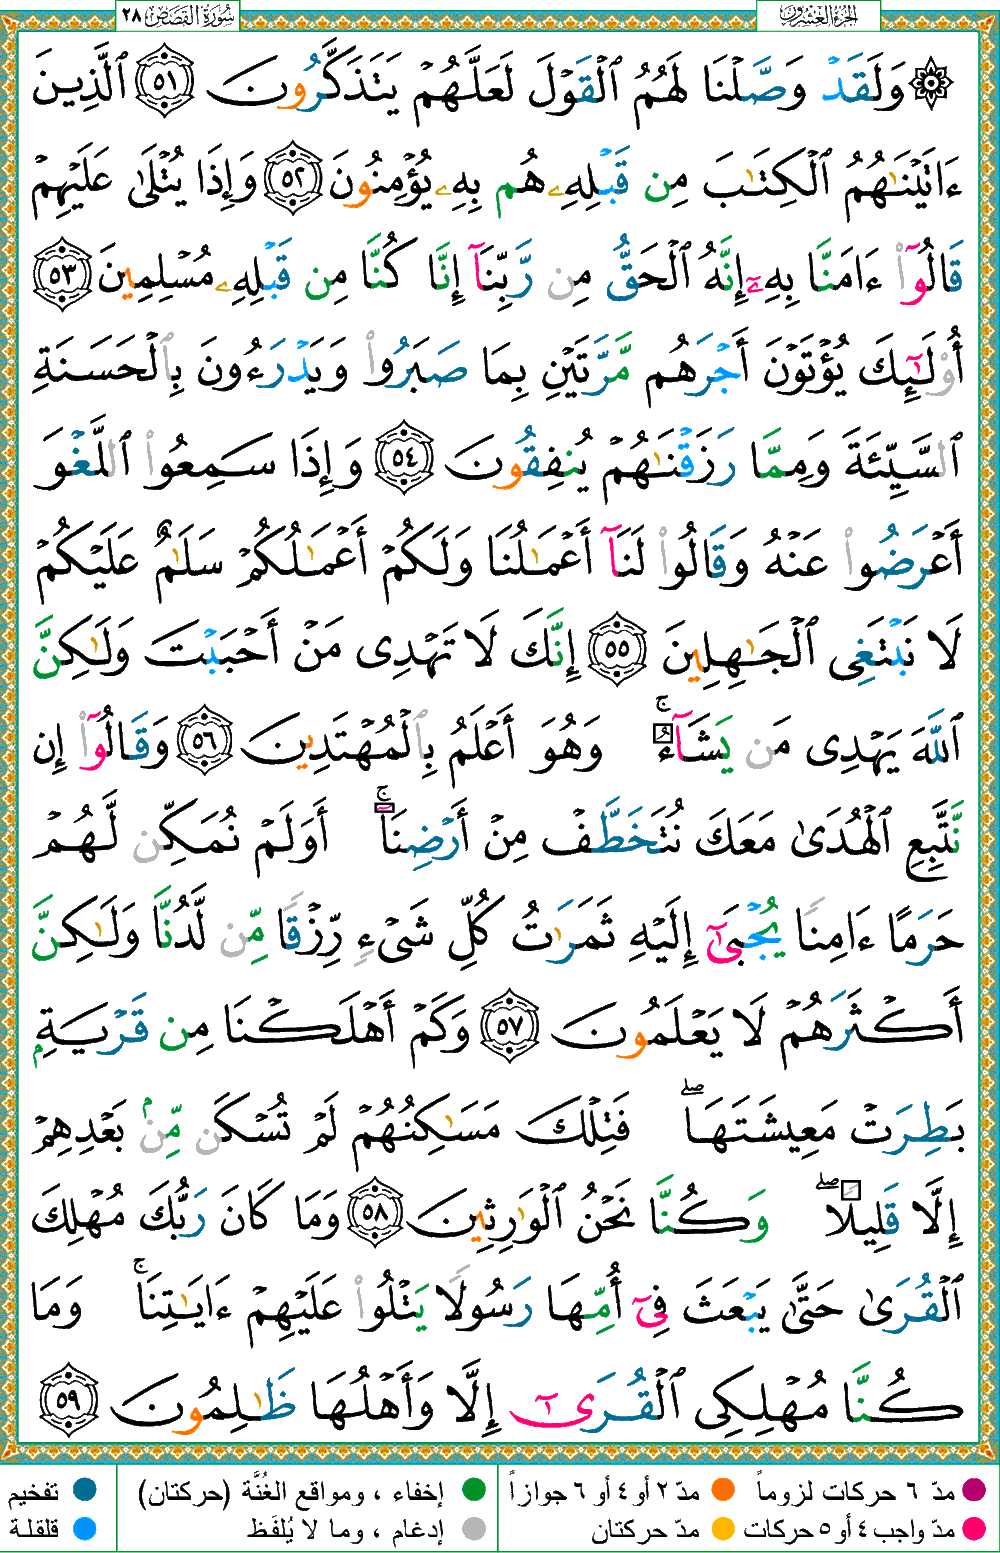 سُورَةُ القَصَص ٢٨ الجُزءُ العِشْرُون
۞ وَلَقَدْ وَصَّلْنَا لَهُمُ ٱلْقَوْلَ لَعَلَّهُمْ يَتَذَكَّرُونَ ٥١ ٱلَّذِينَ
ءَاتَيْنَـٰهُمُ ٱلْكِتَـٰبَ مِن قَبْلِهِۦ هُم بِهِۦ يُؤْمِنُونَ ٥٢ وَإِذَا يُتْلَىٰ عَلَيْهِمْ
قَالُوٓا۟ ءَامَنَّا بِهِۦٓ إِنَّهُ ٱلْحَقُّ مِن رَّبِّنَآ إِنَّا كُنَّا مِن قَبْلِهِۦ مُسْلِمِينَ ٥٣
أُو۟لَـٰٓئِكَ يُؤْتَوْنَ أَجْرَهُم مَّرَّتَيْنِ بِمَا صَبَرُوا۟ وَيَدْرَءُونَ بِٱلْحَسَنَةِ
ٱلسَّيِّئَةَ وَمِمَّا رَزَقْنَـٰهُمْ يُنفِقُونَ ٥٤ وَإِذَا سَمِعُوا۟ ٱللَّغْوَ
أَعْرَضُوا۟ عَنْهُ وَقَالُوا۟ لَنَآ أَعْمَـٰلُنَا وَلَكُمْ أَعْمَـٰلُكُمْ سَلَـٰمٌ عَلَيْكُمْ
لَا نَبْتَغِى ٱلْجَـٰهِلِينَ ٥٥ إِنَّكَ لَا تَهْدِى مَنْ أَحْبَبْتَ وَلَـٰكِنَّ
ٱللَّهَ يَهْدِى مَن يَشَآءُ ۚ وَهُوَ أَعْلَمُ بِٱلْمُهْتَدِينَ ٥٦ وَقَالُوٓا۟ إِن
نَّتَّبِعِ ٱلْهُدَىٰ مَعَكَ نُتَخَطَّفْ مِنْ أَرْضِنَآ ۚ أَوَلَمْ نُمَكِّن لَّهُمْ
حَرَمًا ءَامِنًا يُجْبَىٰٓ إِلَيْهِ ثَمَرَٰتُ كُلِّ شَىْءٍ رِّزْقًا مِّن لَّدُنَّا وَلَـٰكِنَّ
أَكْثَرَهُمْ لَا يَعْلَمُونَ ٥٧ وَكَمْ أَهْلَكْنَا مِن قَرْيَةٍۭ
بَطِرَتْ مَعِيشَتَهَا ۖ فَتِلْكَ مَسَـٰكِنُهُمْ لَمْ تُسْكَن مِّنۢ بَعْدِهِمْ
إِلَّا قَلِيلًا ۖ وَكُنَّا نَحْنُ ٱلْوَٰرِثِينَ ٥٨ وَمَا كَانَ رَبُّكَ مُهْلِكَ
ٱلْقُرَىٰ حَتَّىٰ يَبْعَثَ فِىٓ أُمِّهَا رَسُولًا يَتْلُوا۟ عَلَيْهِمْ ءَايَـٰتِنَا ۚ وَمَا
كُنَّا مُهْلِكِى ٱلْقُرَىٰٓ إِلَّا وَأَهْلُهَا ظَـٰلِمُونَ ٥٩
مدّ ٦ حركات لزوماً مدّ ٢ أو ٤ أو ٦ جوازاً إخفاء ، ومواقع الغُنَّة (حركتان) تفخيم
مدّ واجب ٤ أو ٥ حركات مدّ حركتان إدغام ، وما لا يُلفَظ قلقلة